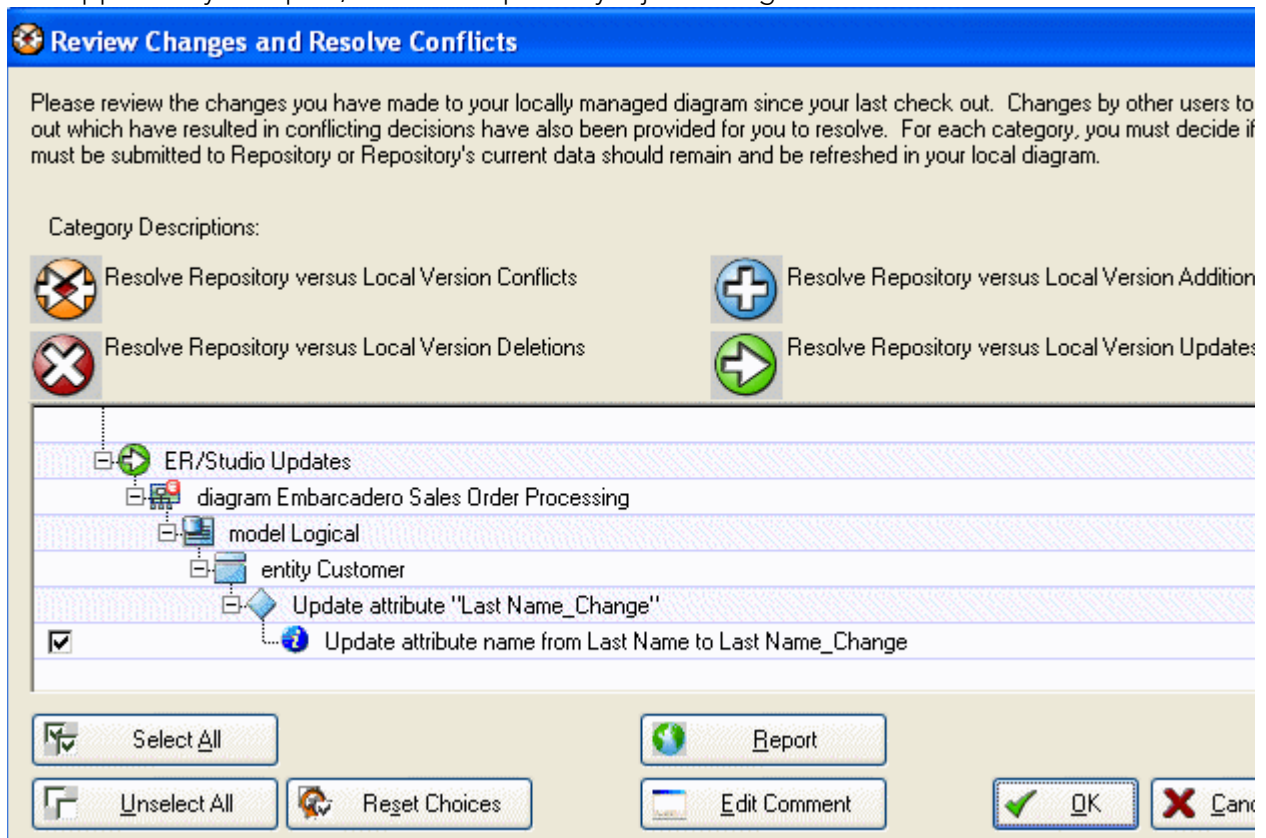 Review Changes and Resolve Conflicts
Please review the changes you have made to your locally managed diagram since your last check out. Changes by other users to
out which have resulted in conflicting decisions have also been provided for you to resolve. For each category, you must decide if
must be submitted to Repository or Repository's current data should remain and be refreshed in your local diagram.
Category Descriptions:
Resolve Repository versus Local Version Conflicts
Resolve Repository versus Local Version Addition
Resolve Repository versus Local Version Deletions
Resolve Repository versus Local Version Updates
ER/Studio Updates
diagram Embarcadero Sales Order Processing
model Logical
entity Customer
Update attribute "Last Name_Change"
Update attribute name from Last Name to Last Name_Change
Select All
Report
Unselect All
Reset Choices
Edit Comment
OK
Canc